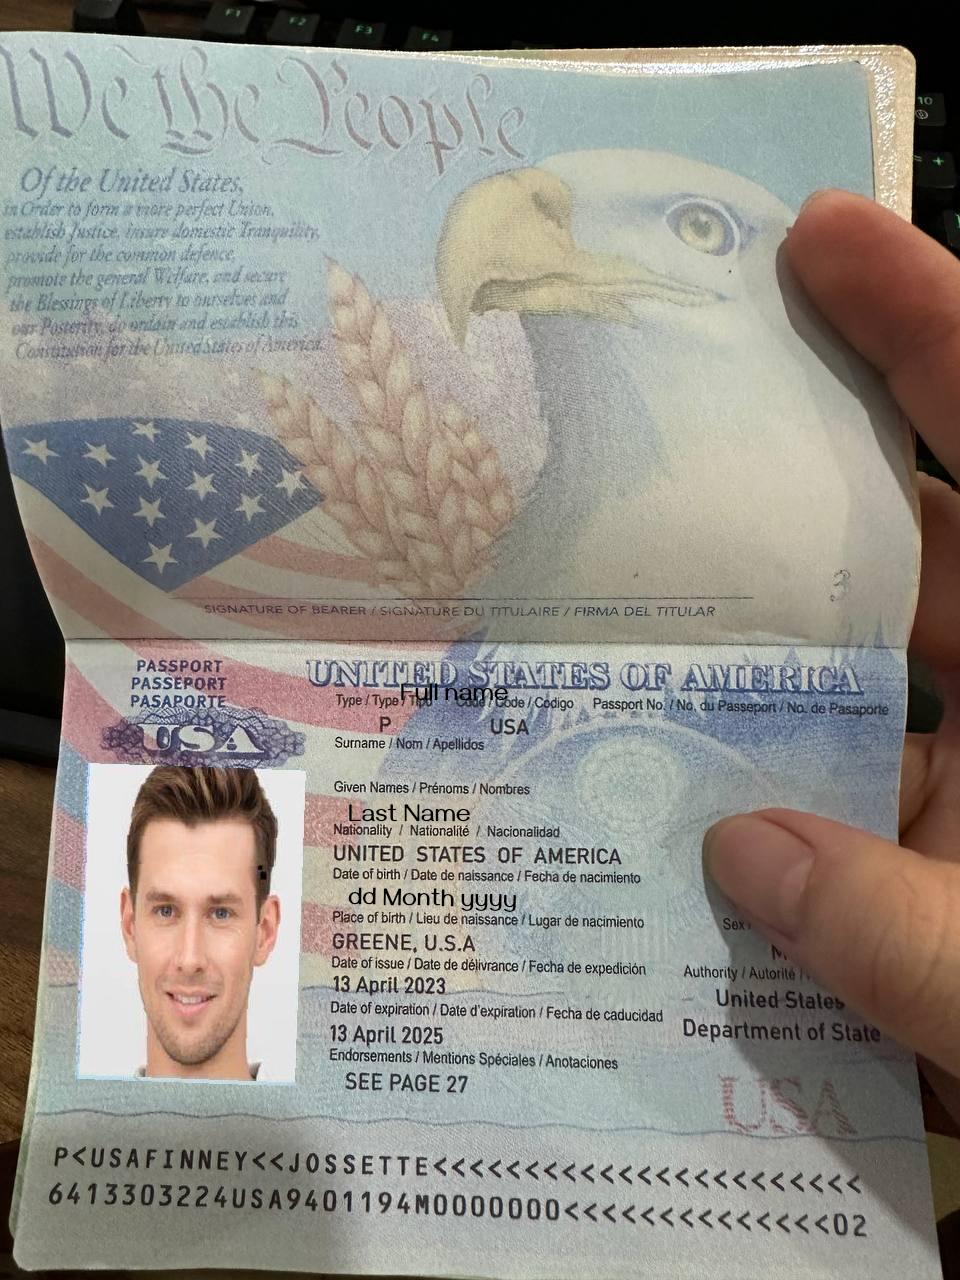 F1 F2 F3 F4
10
We the People
Of the United States,
in Order to form a more perfect Union,
establish Justice, insure domestic Tranquility,
provide for the common defence,
promote the general Welfare, and secure
the Blessings of Liberty to ourselves and
our Posterity, do ordain and establish this
Constitution for the United States of America.
3
SIGNATURE OF BEARER / SIGNATURE DU TITULAIRE / FIRMA DEL TITULAR
PASSPORT
PASSEPORT
PASAPORTE
USA
UNITED STATES OF AMERICA
Full name
Type / Type / Tipo Code / Code / Código Passport No. / No. du Passeport / No. de Pasaporte
P USA
Surname / Nom / Apellidos
Given Names / Prénoms / Nombres
Last Name
Nationality / Nationalité / Nacionalidad
UNITED STATES OF AMERICA
Date of birth / Date de naissance / Fecha de nacimiento
dd Month yyyy
Place of birth / Lieu de naissance / Lugar de nacimiento Sex
GREENE, U.S.A
Date of issue / Date de délivrance / Fecha de expedición Authority / Autorité /
13 April 2023 United States
Date of expiration / Date d'expiration / Fecha de caducidad Department of State
13 April 2025
Endorsements / Mentions Spéciales / Anotaciones
SEE PAGE 27
USA
P<USAFINNEY<<JOSSETTE<<<<<<<<<<<<<<<<<<<<<<<
6413303224USA9401194M0000000<<<<<<<<<<<<<<02